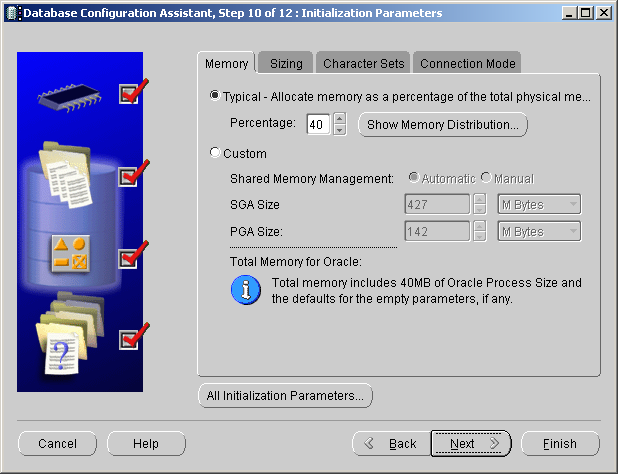 Database Configuration Assistant, Step 10 of 12 : Initialization Parameters
Memory Sizing Character Sets Connection Mode
Typical - Allocate memory as a percentage of the total physical me...
Percentage: 40 Show Memory Distribution...
Custom
Shared Memory Management: Automatic Manual
SGA Size 427 M Bytes
PGA Size: 142 M Bytes
Total Memory for Oracle:
Total memory includes 40MB of Oracle Process Size and
the defaults for the empty parameters, if any.
?
All Initialization Parameters...
Cancel Help Back Next Finish